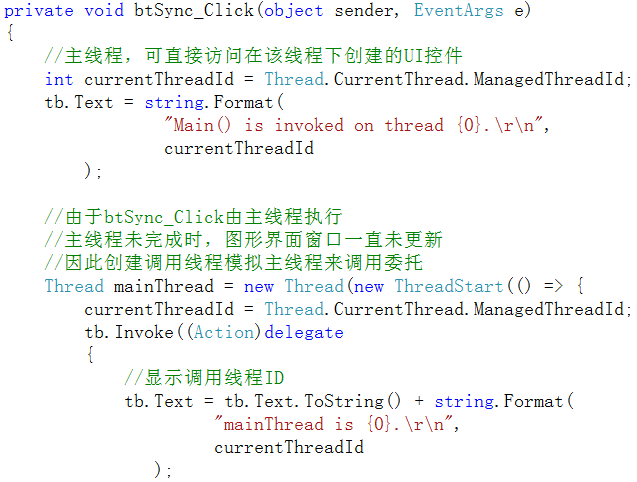 private void btSync_Click(object sender, EventArgs e)
{
//主线程，可直接访问在该线程下创建的UI控件
int currentThreadId = Thread.CurrentThread.ManagedThreadId;
tb.Text = string.Format(
"Main() is invoked on thread {0}.\r\n",
currentThreadId
);
//由于btSync_Click由主线程执行
//主线程未完成时，图形界面窗口一直未更新
//因此创建调用线程模拟主线程来调用委托
Thread mainThread = new Thread(new ThreadStart(() => {
currentThreadId = Thread.CurrentThread.ManagedThreadId;
tb.Invoke((Action)delegate
{
//显示调用线程ID
tb.Text = tb.Text.ToString() + string.Format(
"mainThread is {0}.\r\n",
currentThreadId
);